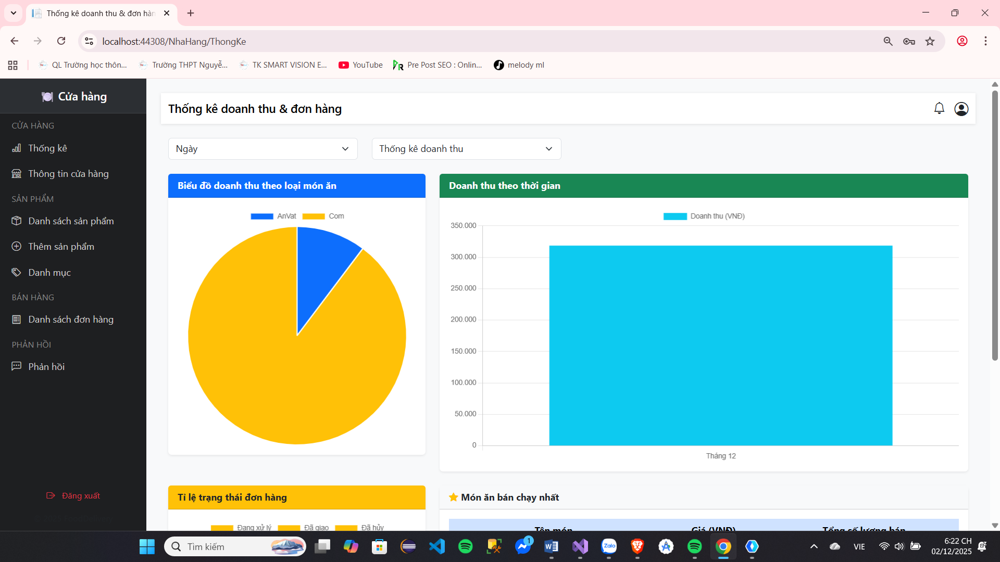 Thống kê doanh thu & đơn hàn
localhost:44308/NhaHang/ThongKe
QL Trường học thôn...
Trường THPT Nguyễ...
TK SMART VISION E...
YouTube
Pre Post SEO : Onlin...
melody ml
Cửa hàng
CỬA HÀNG
Thống kê
Thông tin cửa hàng
SẢN PHẨM
Danh sách sản phẩm
Thêm sản phẩm
Danh mục
BÁN HÀNG
Danh sách đơn hàng
PHẢN HỒI
Phản hồi
Đăng xuất
Thống kê doanh thu & đơn hàng
Ngày
Thống kê doanh thu
Biểu đồ doanh thu theo loại món ăn
AnVat
Com
Doanh thu theo thời gian
Doanh thu (VNĐ)
350.000
300.000
250.000
200.000
150.000
100.000
50.000
0
Tháng 12
Tỉ lệ trạng thái đơn hàng
Đang xử lý
Đã giao
Đã hủy
Món ăn bán chạy nhất
Tên món
Giá (VNĐ)
Tổng số lượng bán
Tìm kiếm
1
Zalo
VIE
6:22 CH
02/12/2025